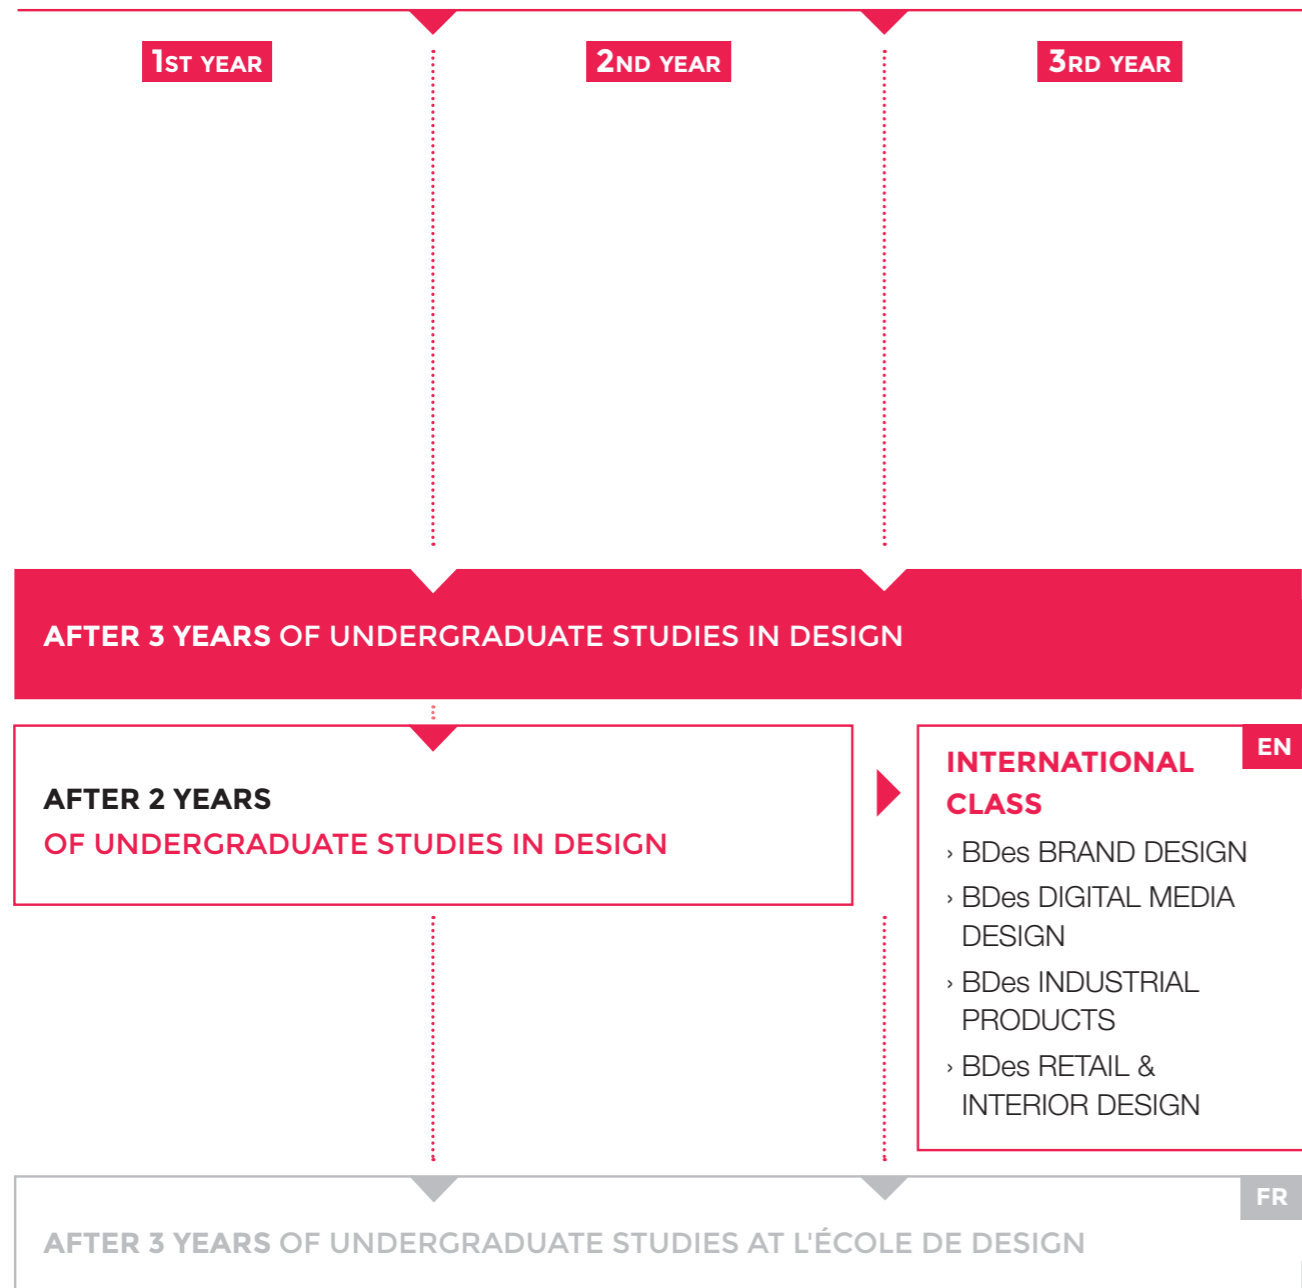 1ST YEAR
2ND YEAR
3RD YEAR
AFTER 3 YEARS OF UNDERGRADUATE STUDIES IN DESIGN
AFTER 2 YEARS
OF UNDERGRADUATE STUDIES IN DESIGN
EN
INTERNATIONAL
CLASS
› BDes BRAND DESIGN
› BDes DIGITAL MEDIA
DESIGN
› BDes INDUSTRIAL
PRODUCTS
› BDes RETAIL &
INTERIOR DESIGN
FR
AFTER 3 YEARS OF UNDERGRADUATE STUDIES AT L'ÉCOLE DE DESIGN